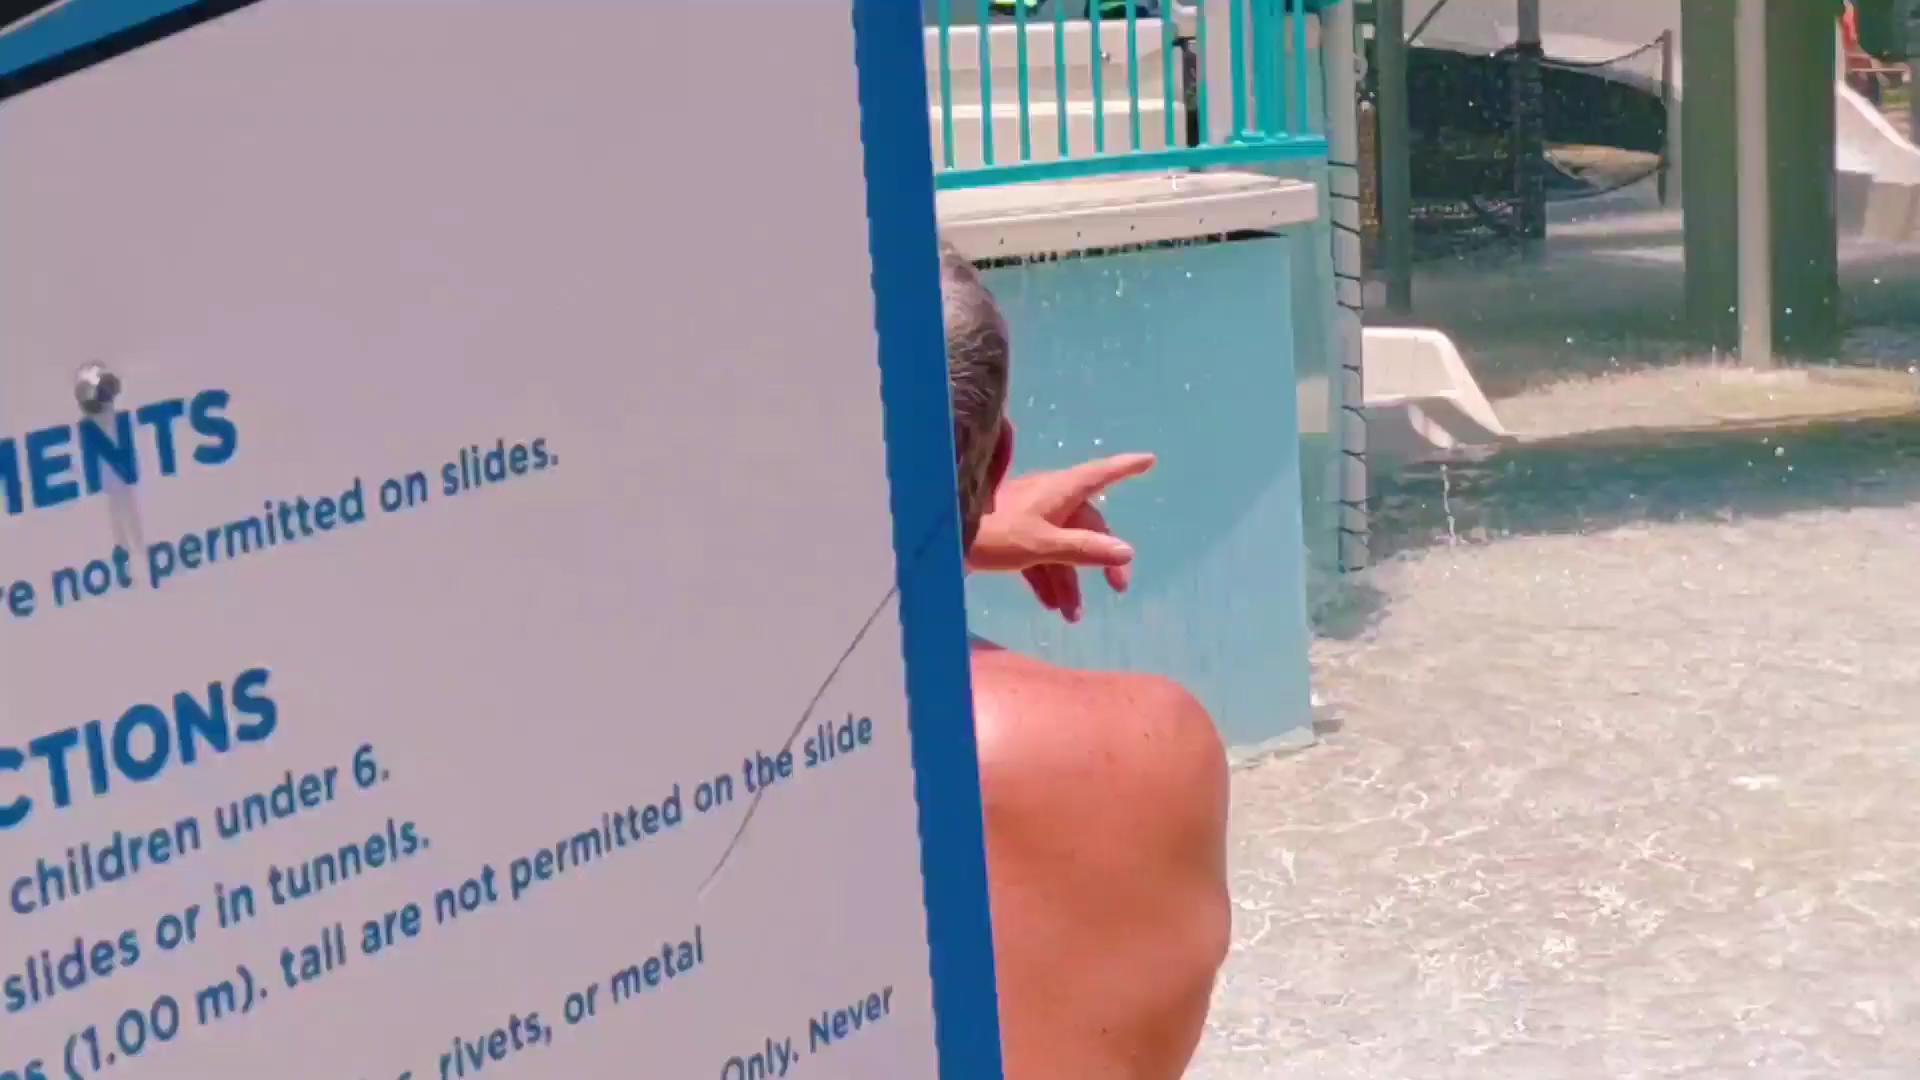 MENTS
re not permitted on slides.
CTIONS
children under 6.
slides or in tunnels.
es (1.00 m). tall are not permitted on the slide
rivets, or metal
Only. Never